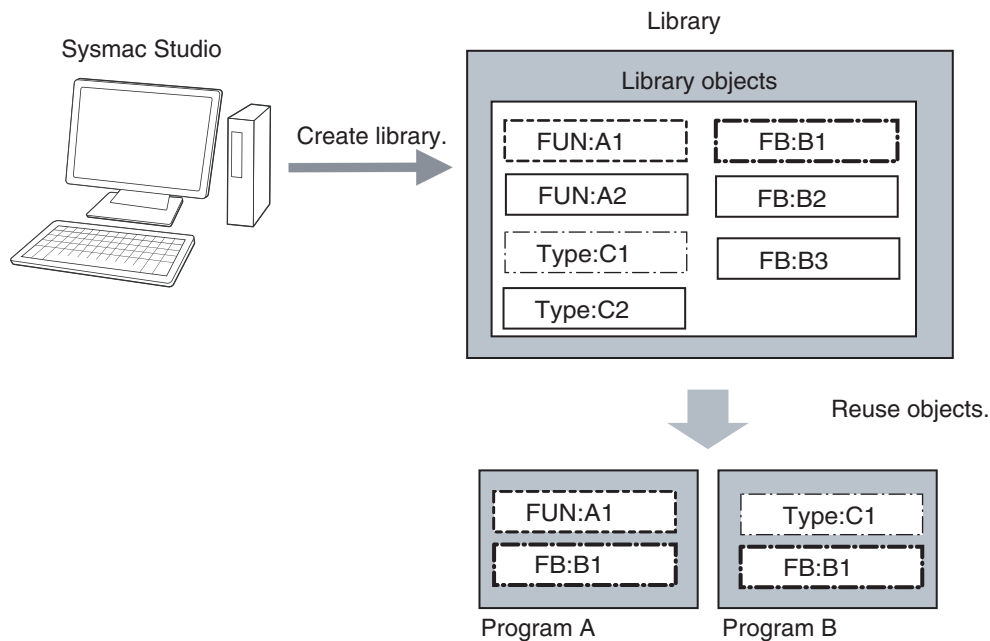 Library
Sysmac Studio
Library objects
Create library.
FUN:A1
FB:B1
FUN:A2
FB:B2
Type:C1
FB:B3
Type:C2
Reuse objects.
FUN:A1
FB:B1
Type:C1
FB:B1
Program A
Program B